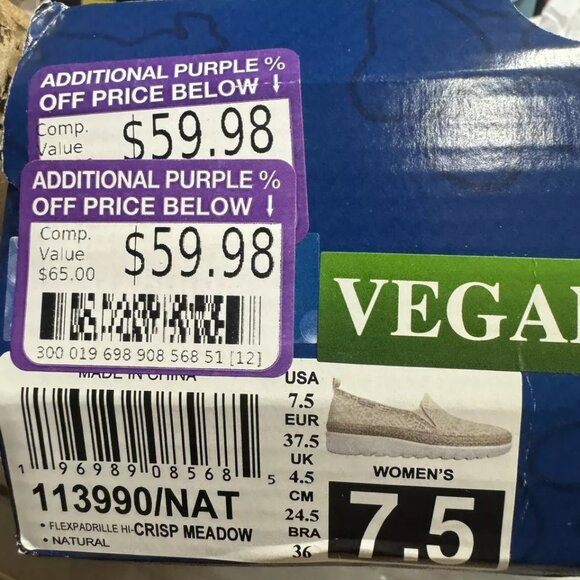 ADDITIONAL PURPLE %
OFF PRICE BELOW ↓
Comp.
Value
$59.98
ADDITIONAL PURPLE %
OFF PRICE BELOW ↓
Comp.
Value
$65.00
$59.98
300 019 698 908 568 51 [12]
VEGA
MADE IN CHINA
1 96989 08568 5
113990/NAT
• FLEXPADRILLE HI-CRISP MEADOW
• NATURAL
USA
7.5
EUR
37.5
UK
4.5
CM
24.5
BRA
36
WOMEN'S
7.5